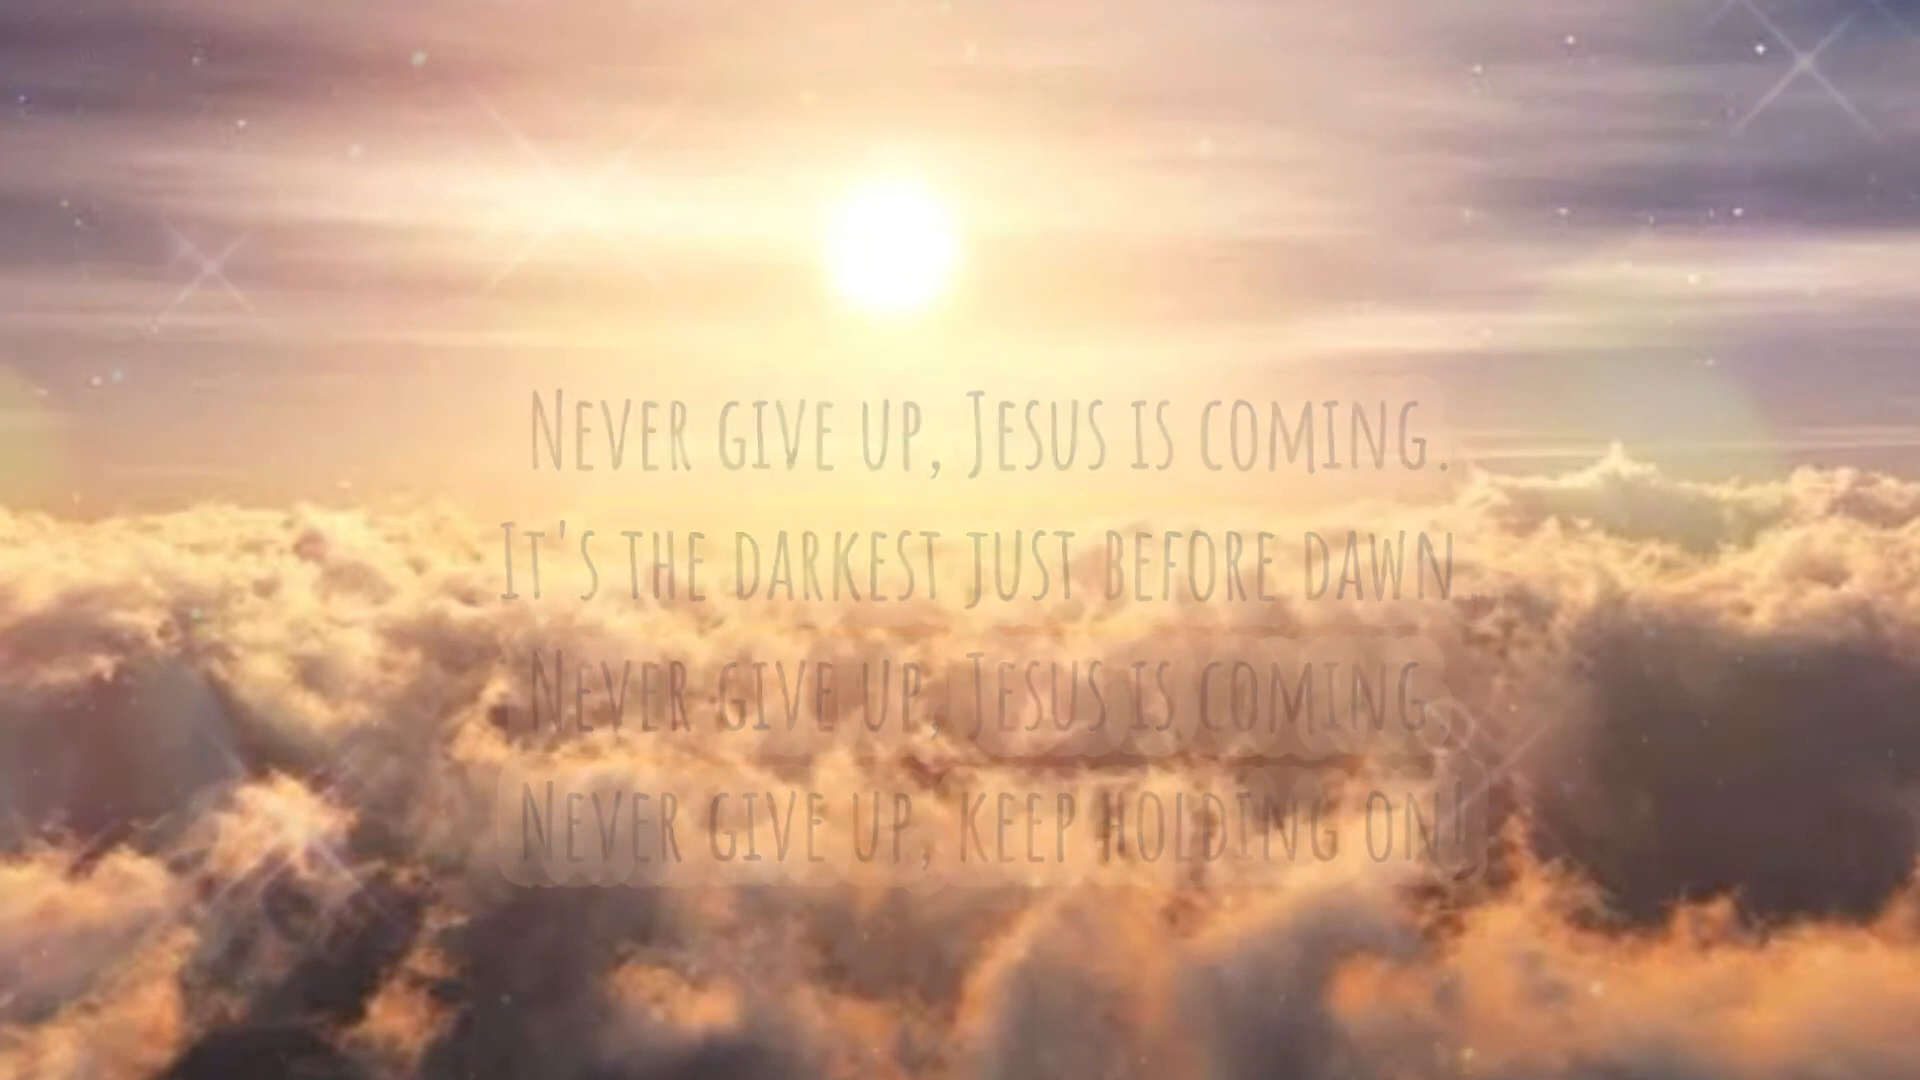 Never give up, Jesus is coming.
It's the darkest just before dawn.
Never give up, Jesus is coming,
Never give up, keep holding on!